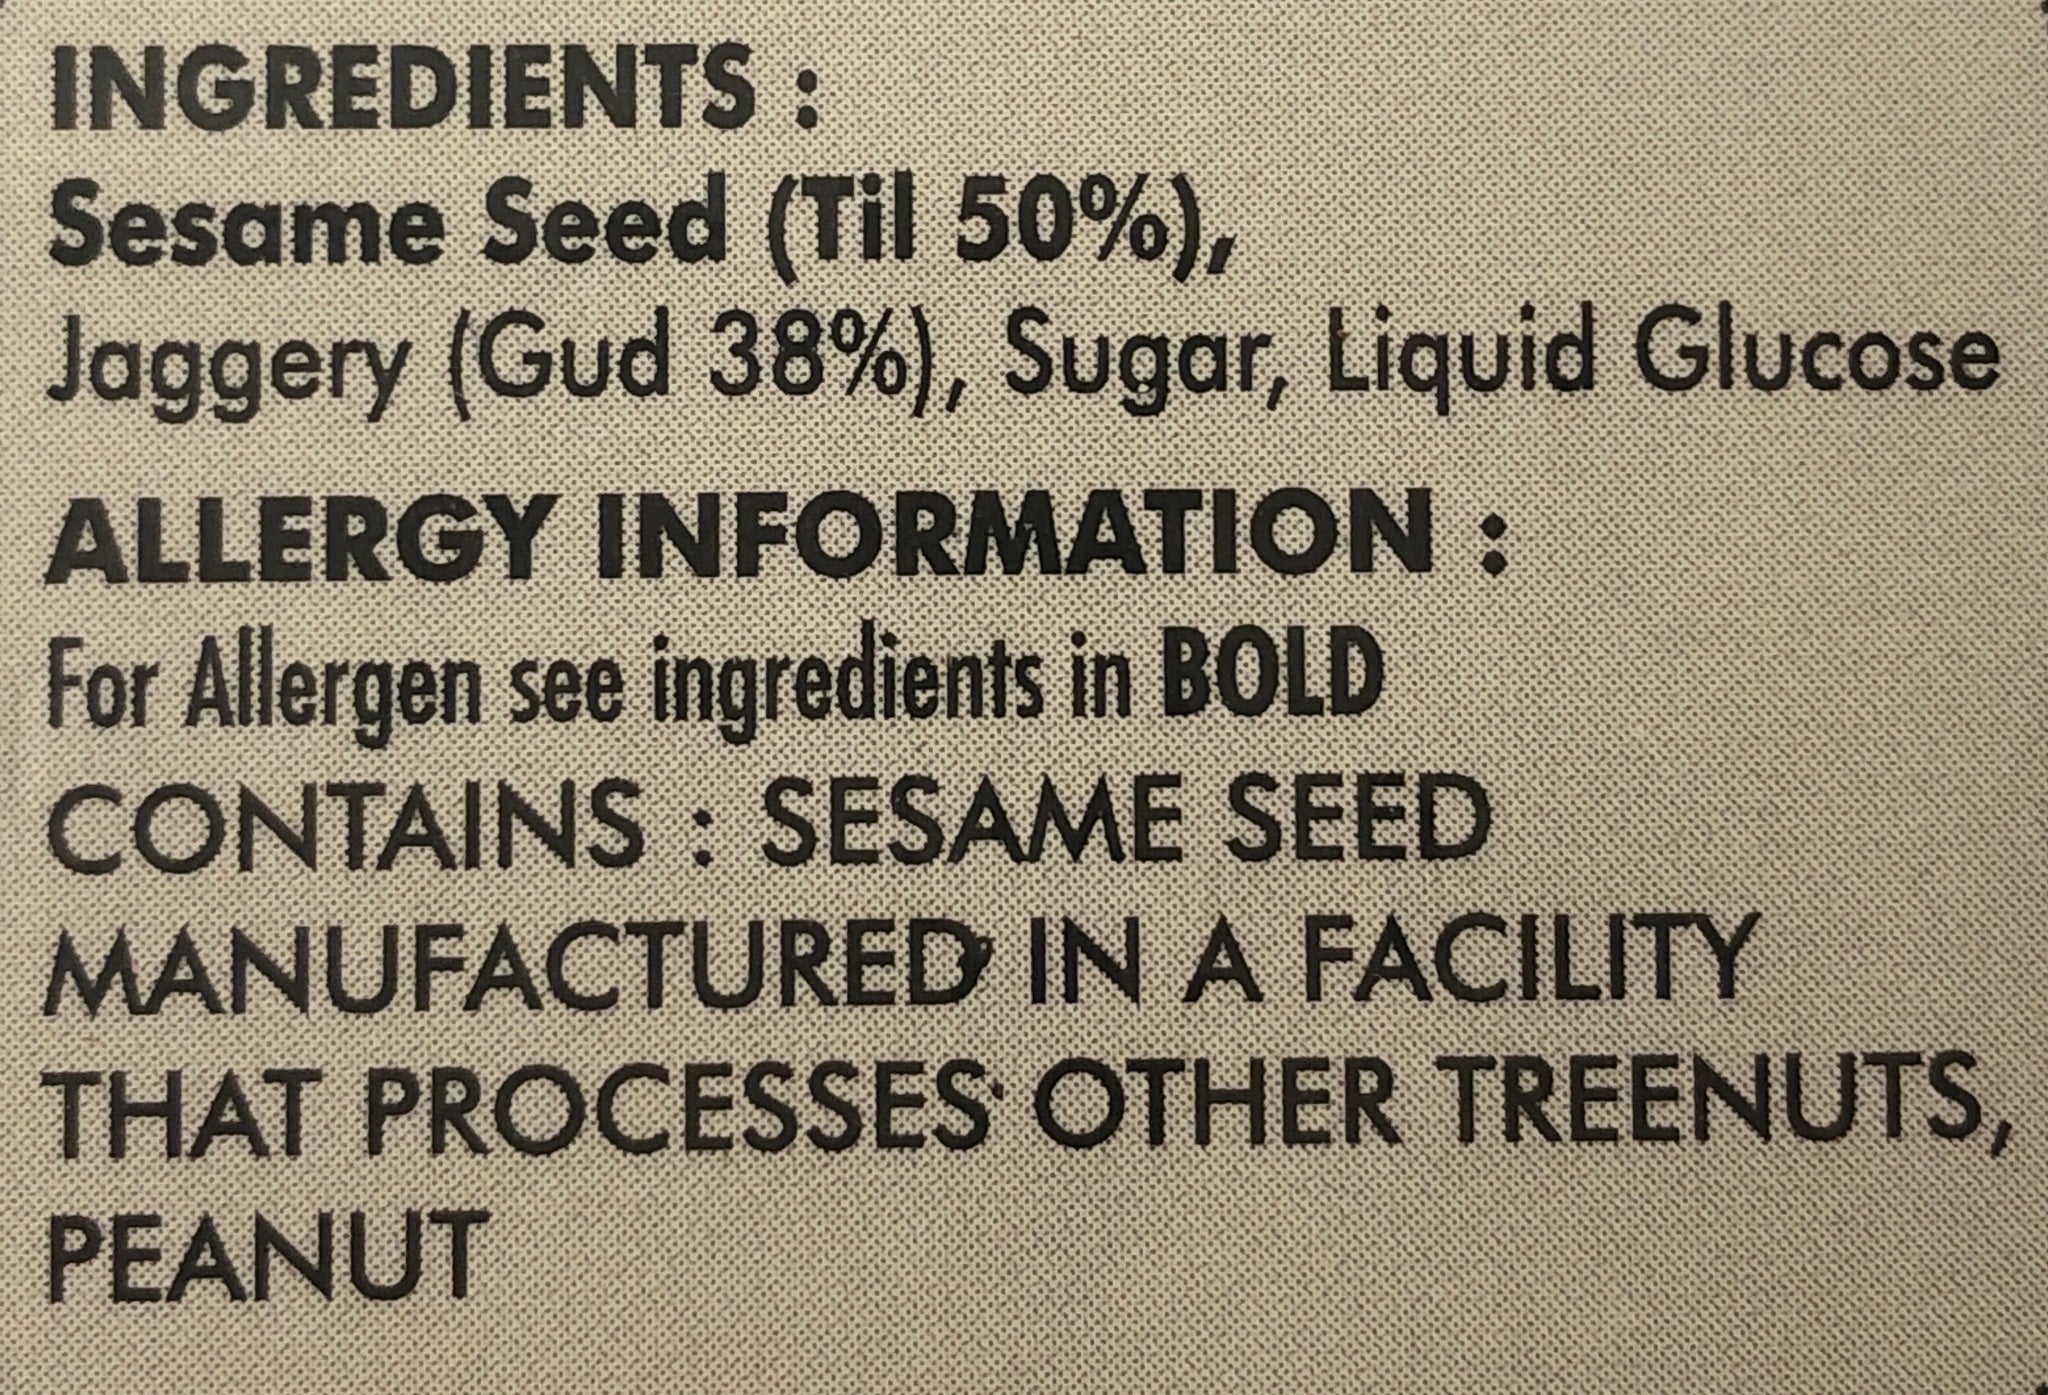 INGREDIENTS :
Sesame Seed (Til 50%),
Jaggery (Gud 38%), Sugar, Liquid Glucose
ALLERGY INFORMATION :
For Allergen see ingredients in BOLD
CONTAINS : SESAME SEED
MANUFACTURED IN A FACILITY
THAT PROCESSES OTHER TREENUTS,
PEANUT